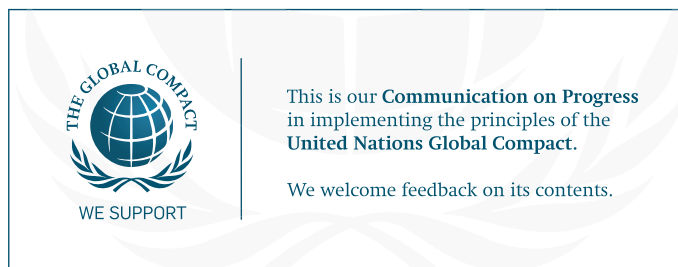 THE GLOBAL COMPACT
WE SUPPORT
This is our Communication on Progress
in implementing the principles of the
United Nations Global Compact.
We welcome feedback on its contents.